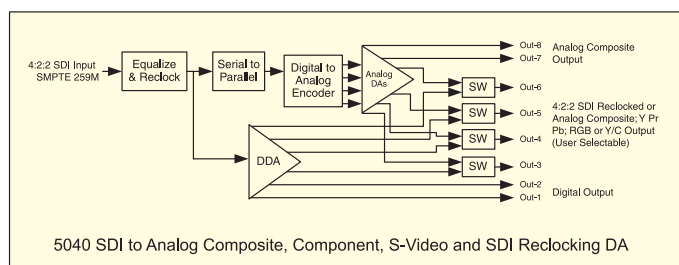 4:2:2 SDI Input
SMPTE 259M
Equalize
& Reclock
Serial to
Parallel
Digital to
Analog
Encoder
Analog
DAs
DDA
SW
SW
SW
SW
Out-8
Out-7
Out-6
Out-5
Out-4
Out-3
Out-2
Out-1
Analog Composite
Output
4:2:2 SDI Reclocked or
Analog Composite; Y Pr
Pb; RGB or Y/C Output
(User Selectable)
Digital Output
5040 SDI to Analog Composite, Component, S-Video and SDI Reclocking DA